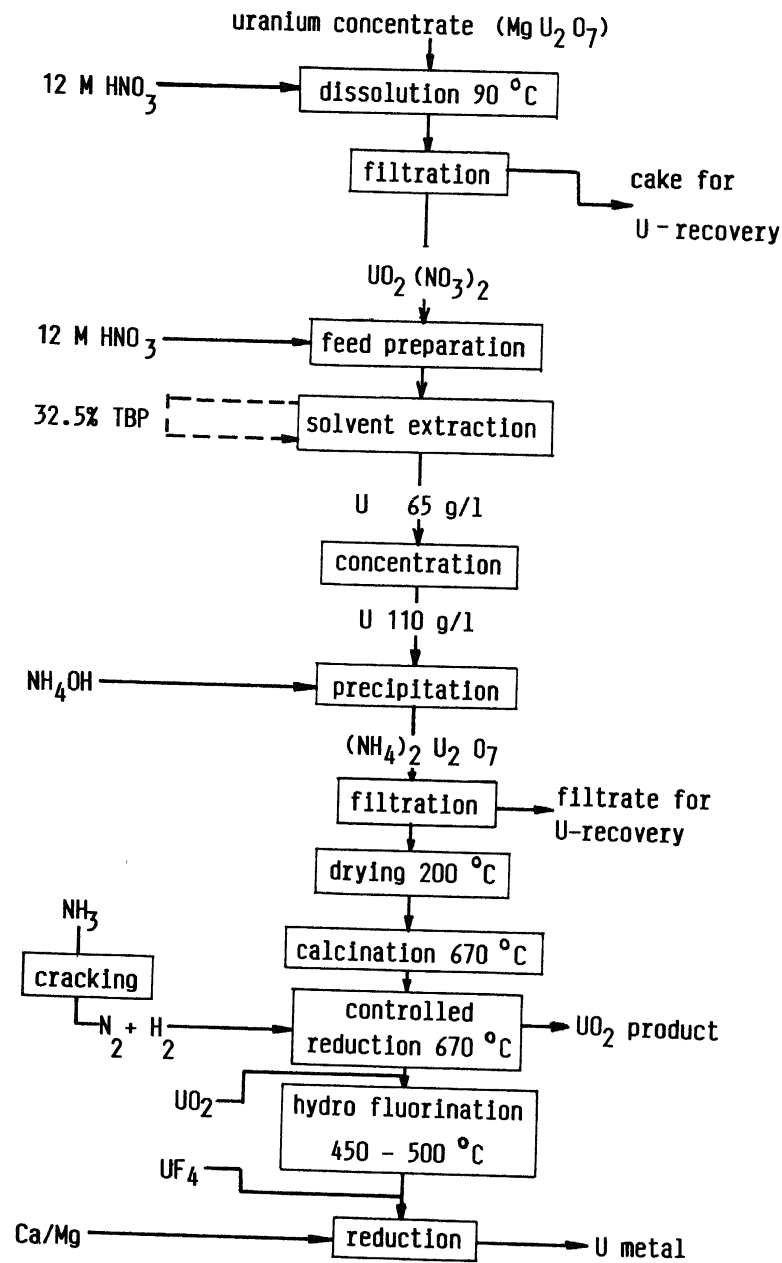 uranium concentrate (Mg U2 O7)
12 M HNO3
dissolution 90 °C
filtration
cake for
U - recovery
UO2 (NO3)2
12 M HNO3
feed preparation
32.5% TBP
solvent extraction
U 65 g/l
concentration
U 110 g/l
NH4OH
precipitation
(NH4)2 U2 O7
filtration
filtrate for
U-recovery
drying 200 °C
NH3
calcination 670 °C
cracking
controlled
reduction 670 °C
N2 + H2
UO2 product
UO2
hydro fluorination
450 - 500 °C
UF4
Ca/Mg
reduction
U metal